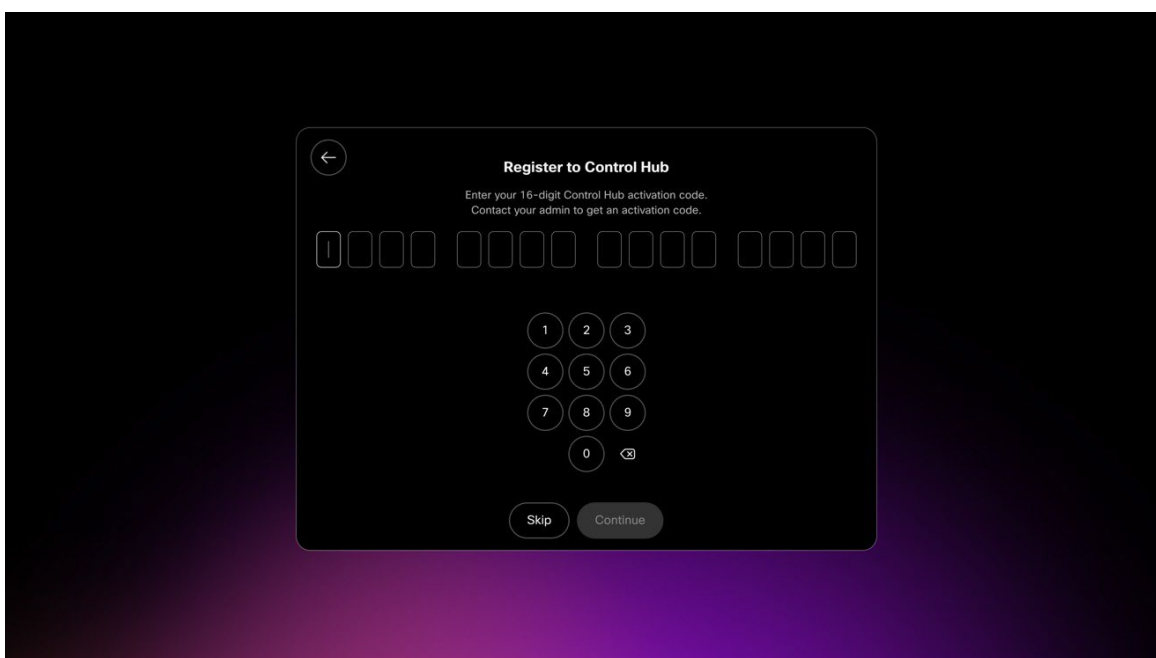 Register to Control Hub
Enter your 16-digit Control Hub activation code.
Contact your admin to get an activation code.
1 2 3
4 5 6
7 8 9
0
Skip Continue